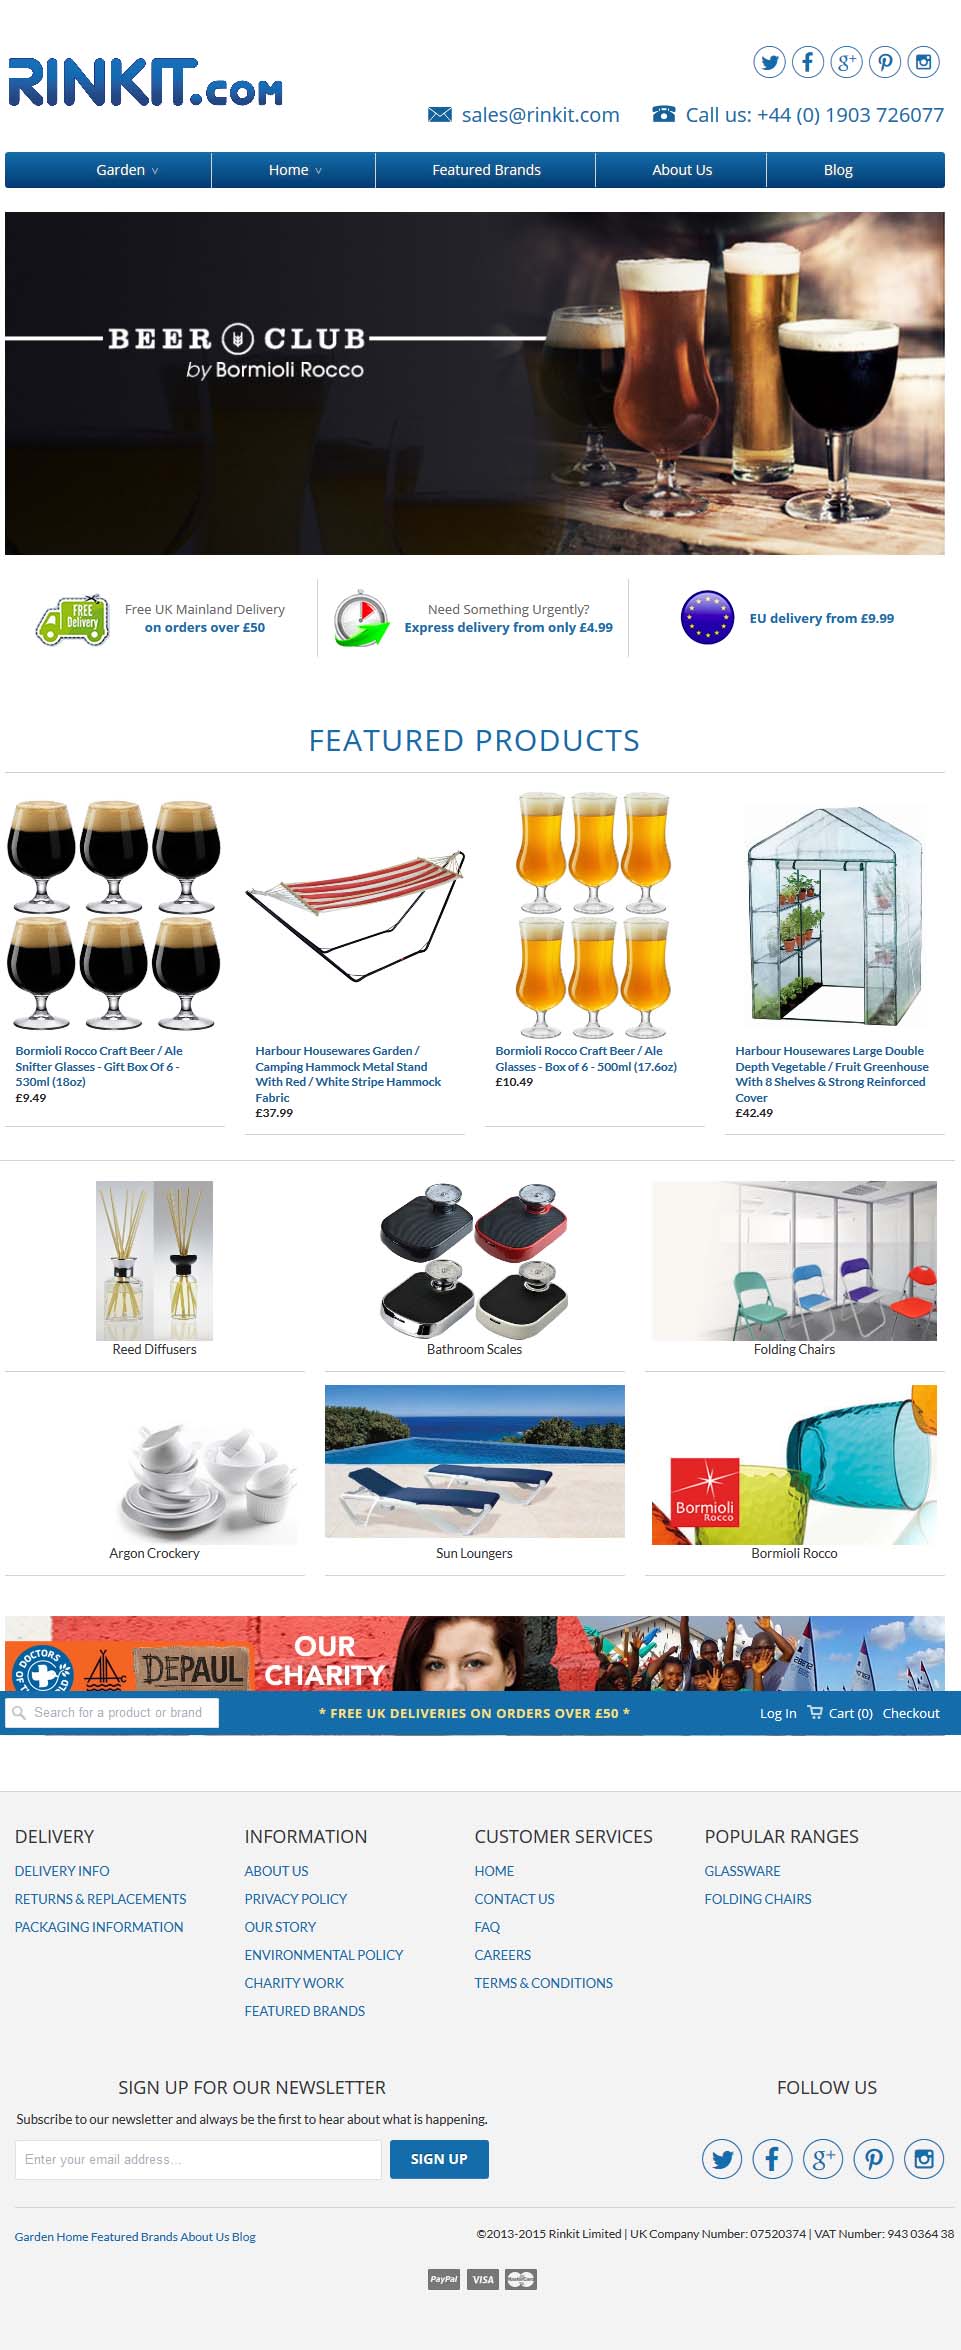 RINKIT.com
sales@rinkit.com
Call us: +44 (0) 1903 726077
Garden v
Home v
Featured Brands
About Us
Blog
BEER CLUB
by Bormioli Rocco
FREE
Delivery
Free UK Mainland Delivery
on orders over £50
Need Something Urgently?
Express delivery from only £4.99
EU delivery from £9.99
FEATURED PRODUCTS
Bormioli Rocco Craft Beer / Ale
Snifter Glasses - Gift Box Of 6 -
530ml (18oz)
£9.49
Harbour Housewares Garden /
Camping Hammock Metal Stand
With Red / White Stripe Hammock
Fabric
£37.99
Bormioli Rocco Craft Beer / Ale
Glasses - Box of 6 - 500ml (17.6oz)
£10.49
Harbour Housewares Large Double
Depth Vegetable / Fruit Greenhouse
With 8 Shelves & Strong Reinforced
Cover
£42.49
Reed Diffusers
Bathroom Scales
Folding Chairs
Argon Crockery
Sun Loungers
Bormioli
Rocco
Bormioli Rocco
DOCTORS
DEPAUL
OUR
CHARITY
Search for a product or brand
* FREE UK DELIVERIES ON ORDERS OVER £50 *
Log In
Cart (0)
Checkout
DELIVERY
DELIVERY INFO
RETURNS & REPLACEMENTS
PACKAGING INFORMATION
INFORMATION
ABOUT US
PRIVACY POLICY
OUR STORY
ENVIRONMENTAL POLICY
CHARITY WORK
FEATURED BRANDS
CUSTOMER SERVICES
HOME
CONTACT US
FAQ
CAREERS
TERMS & CONDITIONS
POPULAR RANGES
GLASSWARE
FOLDING CHAIRS
SIGN UP FOR OUR NEWSLETTER
Subscribe to our newsletter and always be the first to hear about what is happening.
Enter your email address...
SIGN UP
FOLLOW US
Garden Home Featured Brands About Us Blog
©2013-2015 Rinkit Limited | UK Company Number: 07520374 | VAT Number: 943 0364 38
PayPal
VISA
MasterCard